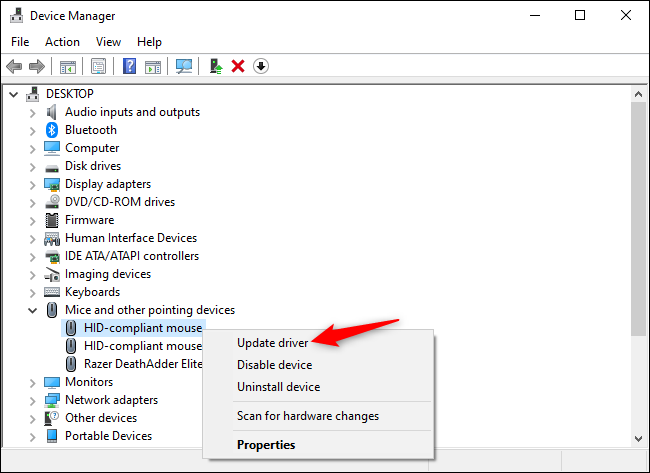 Device Manager
File Action View Help
DESKTOP
Audio inputs and outputs
Bluetooth
Computer
Disk drives
Display adapters
DVD/CD-ROM drives
Firmware
Human Interface Devices
IDE ATA/ATAPI controllers
Imaging devices
Keyboards
Mice and other pointing devices
HID-compliant mouse
HID-compliant mouse
Razer DeathAdder Elite
Monitors
Network adapters
Other devices
Portable Devices
Update driver
Disable device
Uninstall device
Scan for hardware changes
Properties